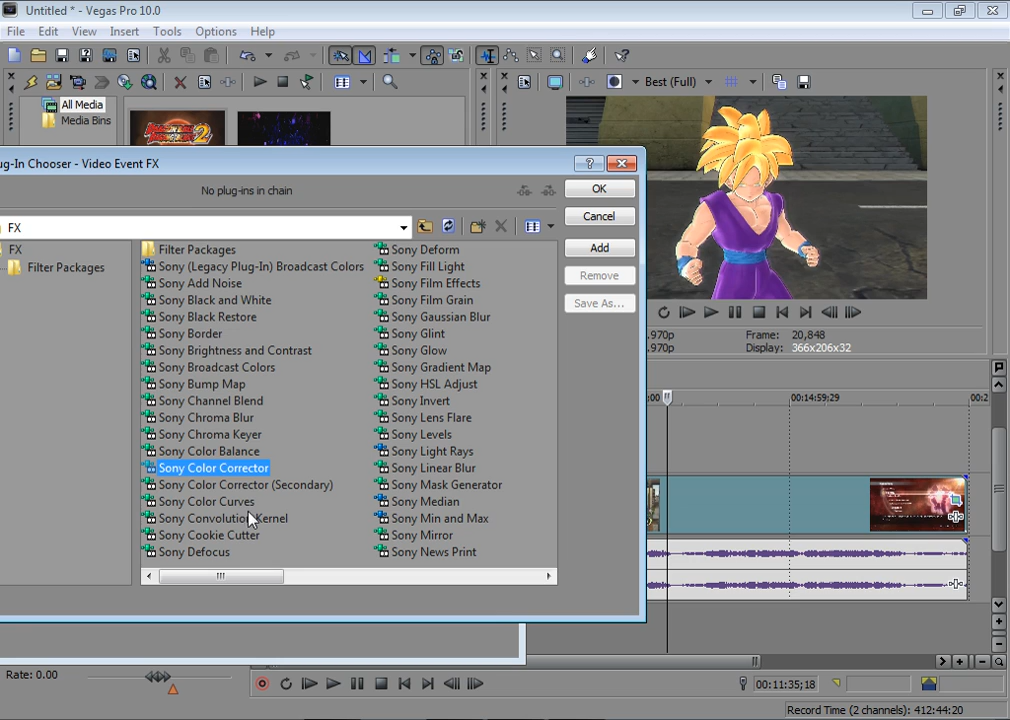 Untitled * - Vegas Pro 10.0
File Edit View Insert Tools Options Help
All Media
Media Bins
Best (Full)
ug-In Chooser - Video Event FX
No plug-ins in chain
OK
FX
Cancel
FX
Filter Packages
Add
Remove
Save As...
Filter Packages
Sony (Legacy Plug-In) Broadcast Colors
Sony Add Noise
Sony Black and White
Sony Black Restore
Sony Border
Sony Brightness and Contrast
Sony Broadcast Colors
Sony Bump Map
Sony Channel Blend
Sony Chroma Blur
Sony Chroma Keyer
Sony Color Balance
Sony Color Corrector
Sony Color Corrector (Secondary)
Sony Color Curves
Sony Convolution Kernel
Sony Cookie Cutter
Sony Defocus
Sony Deform
Sony Fill Light
Sony Film Effects
Sony Film Grain
Sony Gaussian Blur
Sony Glint
Sony Glow
Sony Gradient Map
Sony HSL Adjust
Sony Invert
Sony Lens Flare
Sony Levels
Sony Light Rays
Sony Linear Blur
Sony Mask Generator
Sony Median
Sony Min and Max
Sony Mirror
Sony News Print
.970p Frame: 20,848
.970p Display: 366x206x32
:00 00:14:59;29 00:2
Rate: 0.00
00:11:35;18
Record Time (2 channels): 412:44:20